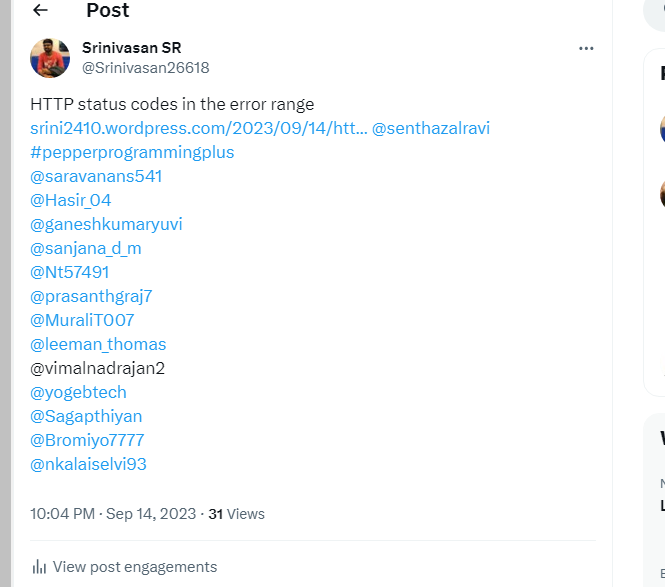 Post
Srinivasan SR
@Srinivasan26618
HTTP status codes in the error range
srini2410.wordpress.com/2023/09/14/htt... @senthazalravi
#pepperprogrammingplus
@saravanans541
@Hasir_04
@ganeshkumaryuvi
@sanjana_d_m
@Nt57491
@prasanthgraj7
@MuraliT007
@leeman_thomas
@vimalnadrajan2
@yogebtech
@Sagapthiyan
@Bromiyo7777
@nkalaiselvi93
10:04 PM · Sep 14, 2023 · 31 Views
View post engagements